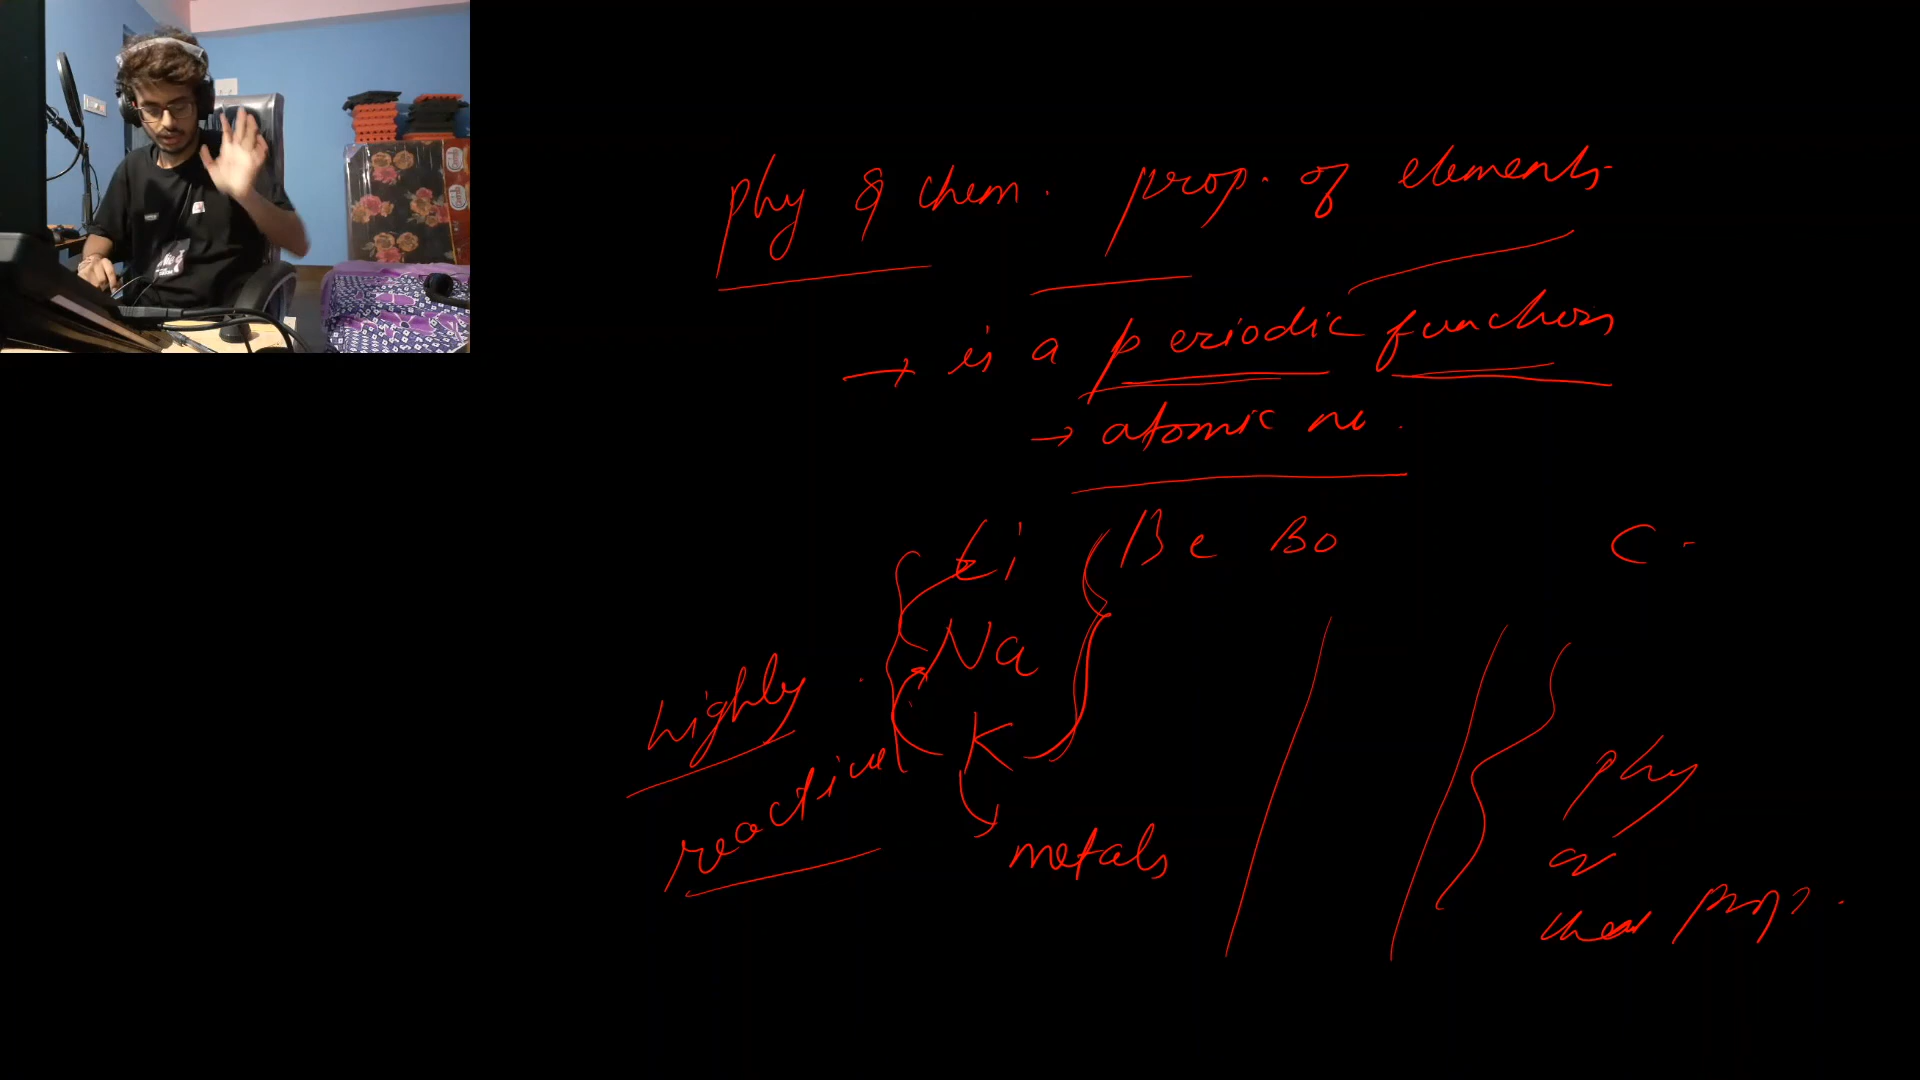 Phy & chem. prop. of elements
→ is a periodic function
→ atomic no.
Li Be Bo C
Na
K
highly
reactive
metals
phy
or
chem prop.